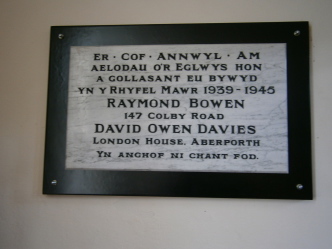 Er · Cof · Annwyl · Am
aelodau o'r Eglwys hon
a gollasant eu bywyd
yn y Rhyfel Mawr 1939-1945
Raymond Bowen
147 Colby Road
David Owen Davies
London House, Aberporth
Yn anghof ni chant fod.